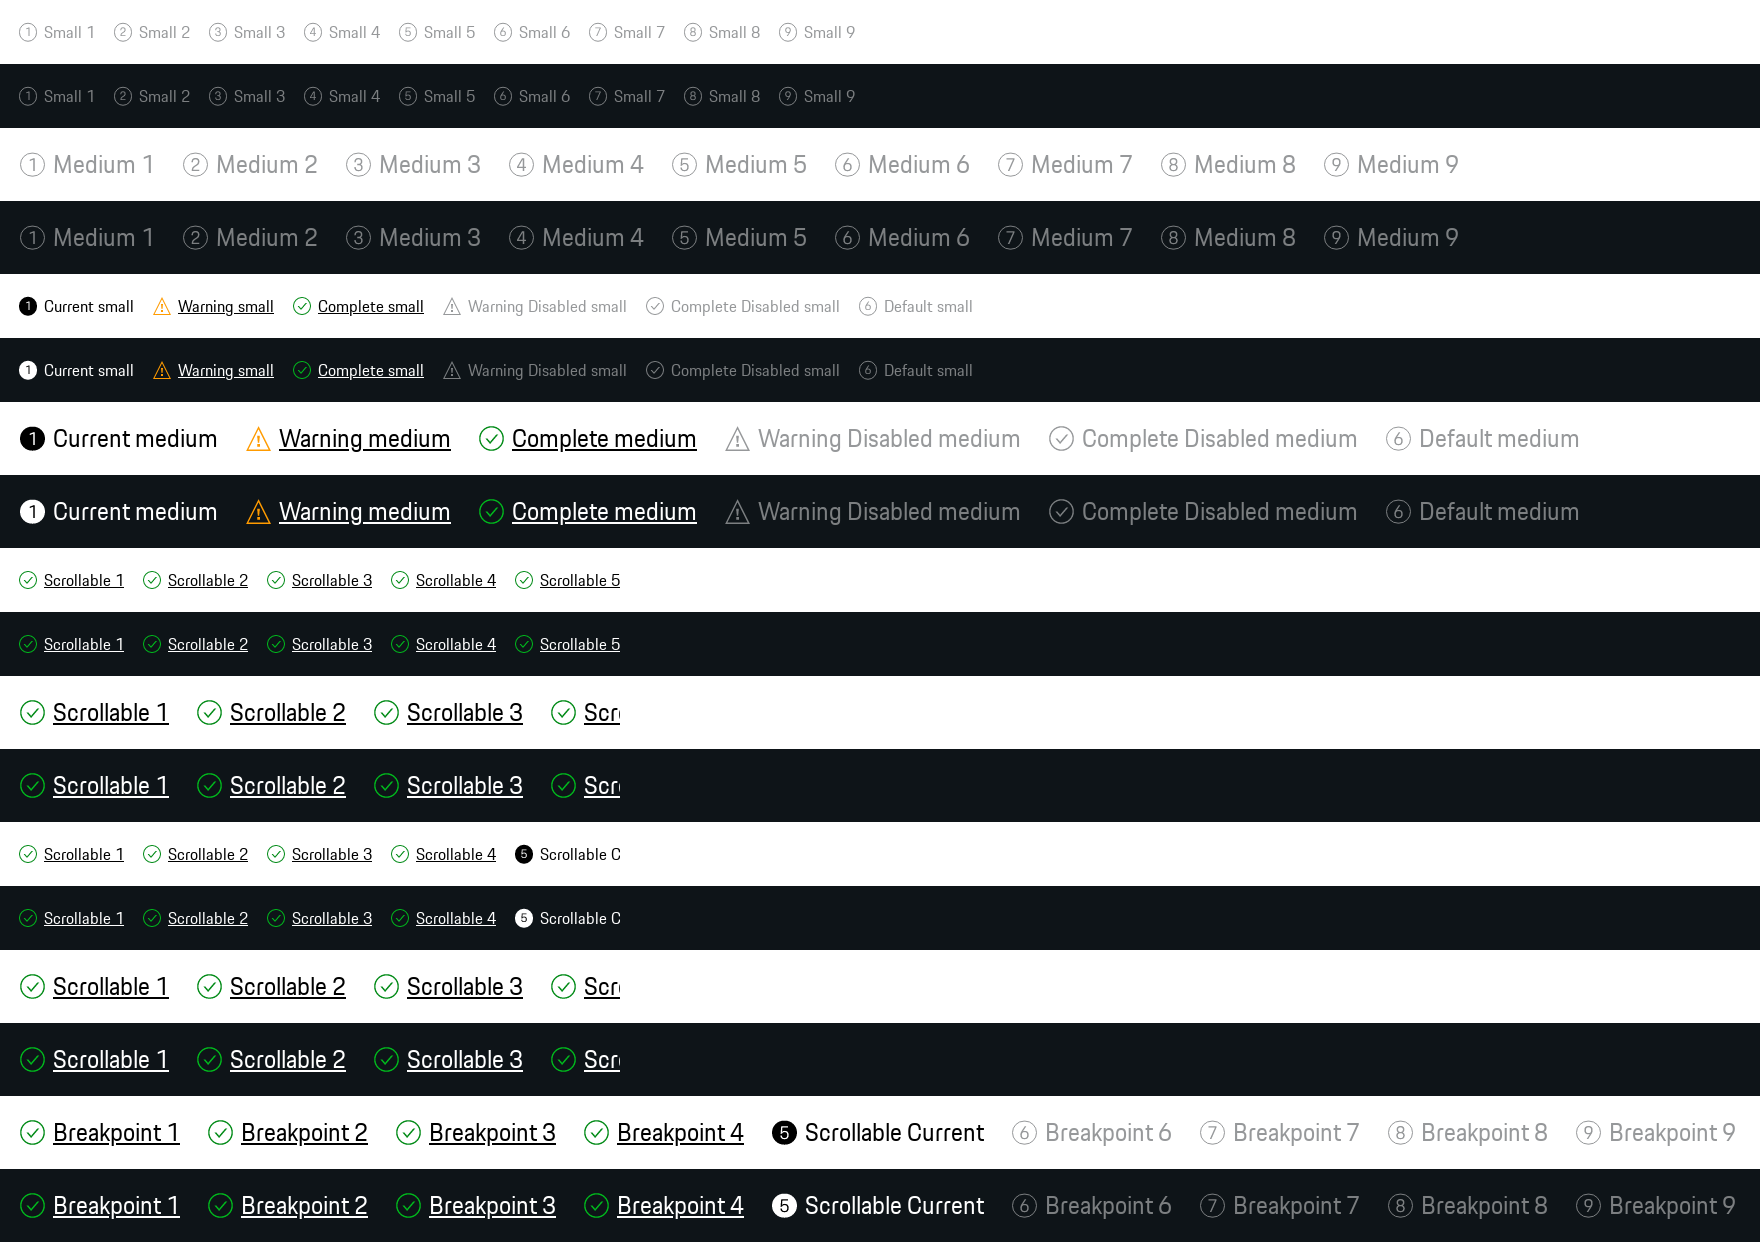 1 Small 1 2 Small 2 3 Small 3 4 Small 4 5 Small 5 6 Small 6 7 Small 7 8 Small 8 9 Small 9
1 Small 1 2 Small 2 3 Small 3 4 Small 4 5 Small 5 6 Small 6 7 Small 7 8 Small 8 9 Small 9
1 Medium 1 2 Medium 2 3 Medium 3 4 Medium 4 5 Medium 5 6 Medium 6 7 Medium 7 8 Medium 8 9 Medium 9
1 Medium 1 2 Medium 2 3 Medium 3 4 Medium 4 5 Medium 5 6 Medium 6 7 Medium 7 8 Medium 8 9 Medium 9
1 Current small Warning small Complete small Warning Disabled small Complete Disabled small 6 Default small
1 Current small Warning small Complete small Warning Disabled small Complete Disabled small 6 Default small
1 Current medium Warning medium Complete medium Warning Disabled medium Complete Disabled medium 6 Default medium
1 Current medium Warning medium Complete medium Warning Disabled medium Complete Disabled medium 6 Default medium
Scrollable 1 Scrollable 2 Scrollable 3 Scrollable 4 Scrollable 5
Scrollable 1 Scrollable 2 Scrollable 3 Scrollable 4 Scrollable 5
Scrollable 1 Scrollable 2 Scrollable 3 Scr
Scrollable 1 Scrollable 2 Scrollable 3 Scr
Scrollable 1 Scrollable 2 Scrollable 3 Scrollable 4 5 Scrollable C
Scrollable 1 Scrollable 2 Scrollable 3 Scrollable 4 5 Scrollable C
Scrollable 1 Scrollable 2 Scrollable 3 Scr
Scrollable 1 Scrollable 2 Scrollable 3 Scr
Breakpoint 1 Breakpoint 2 Breakpoint 3 Breakpoint 4 5 Scrollable Current 6 Breakpoint 6 7 Breakpoint 7 8 Breakpoint 8 9 Breakpoint 9
Breakpoint 1 Breakpoint 2 Breakpoint 3 Breakpoint 4 5 Scrollable Current 6 Breakpoint 6 7 Breakpoint 7 8 Breakpoint 8 9 Breakpoint 9